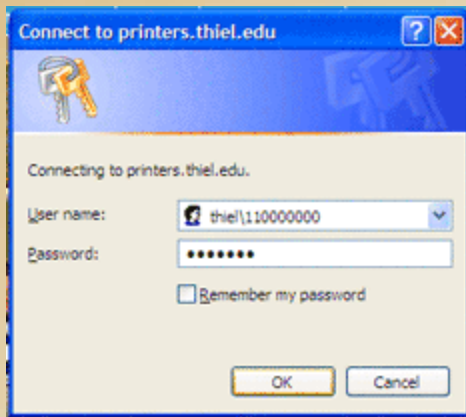 Connect to printers.thiel.edu
Connecting to printers.thiel.edu.
User name: thiel\110000000
Password: •••••••
Remember my password
OK Cancel